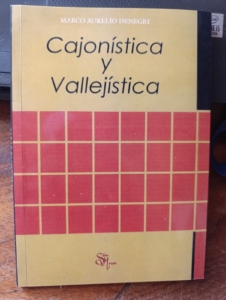 MARCO AURELIO DENEGRI
Cajonística
y
Vallejística